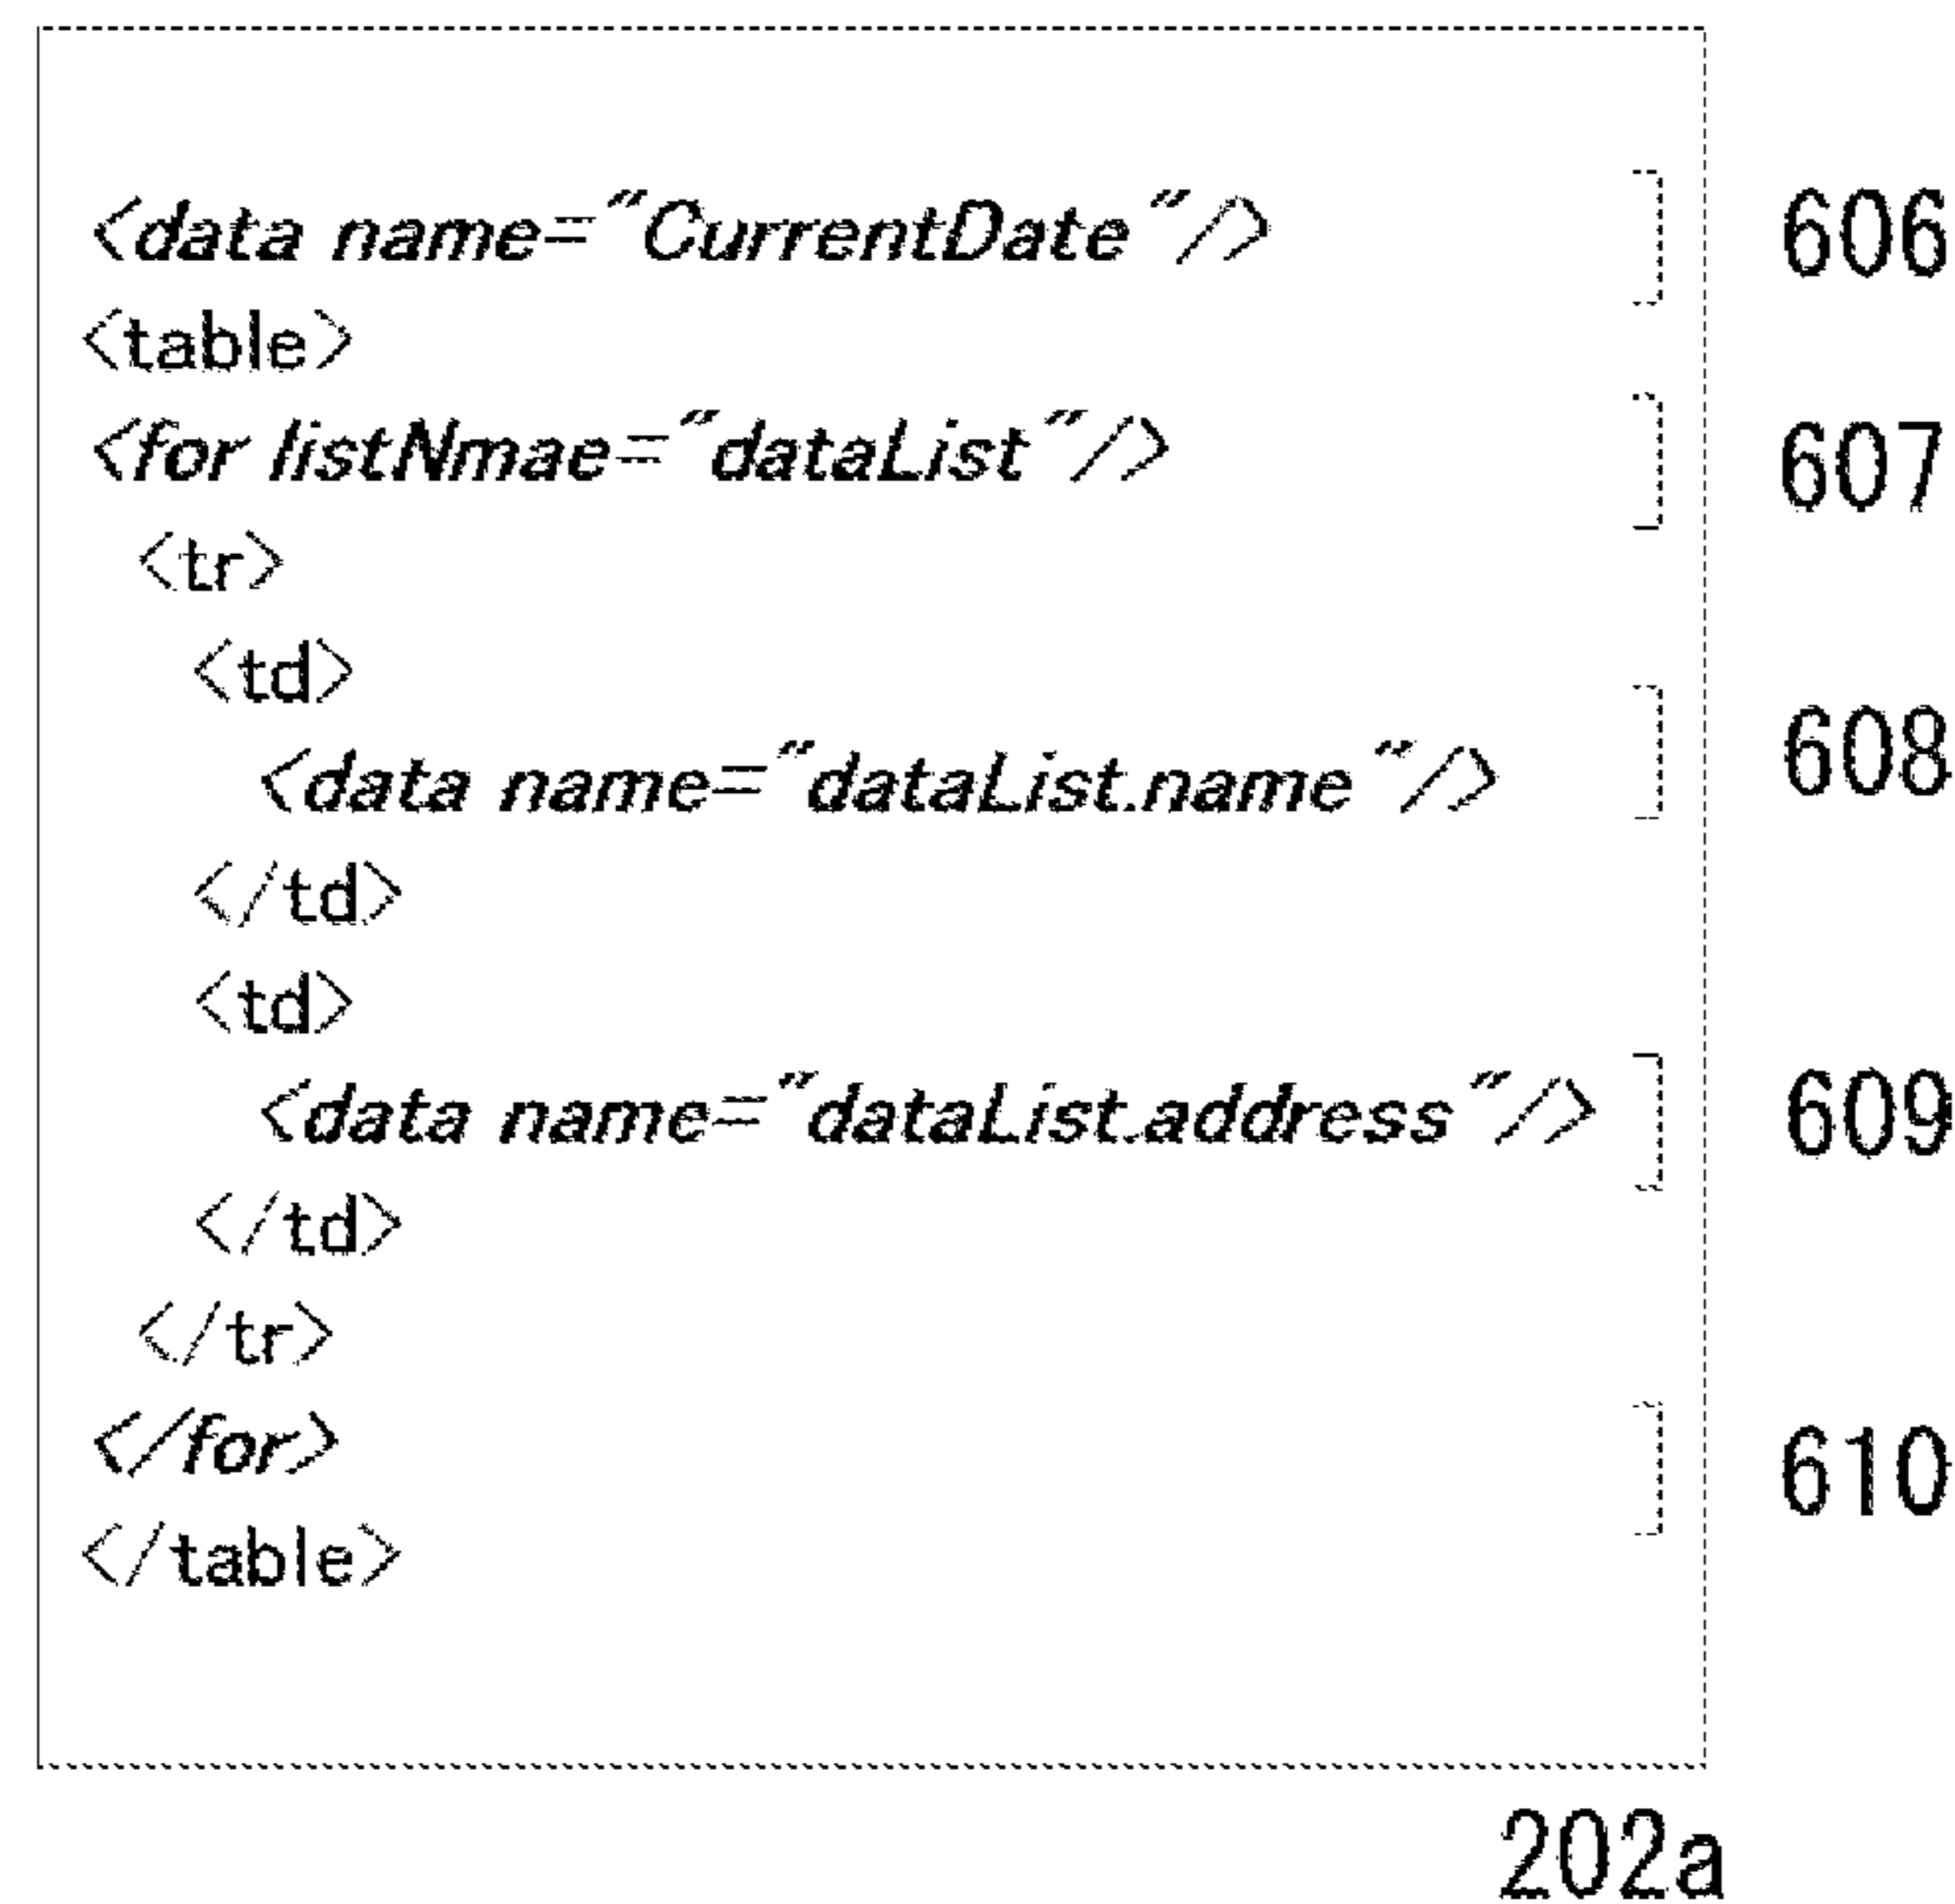 <data name="CurrentDate"/> 606
<table>
<for listNmae="dataList"/> 607
<tr>
<td>
<data name="dataList.name"/> 608
</td>
<td>
<data name="dataList.address"/> 609
</td>
</tr>
</for> 610
</table>
202a